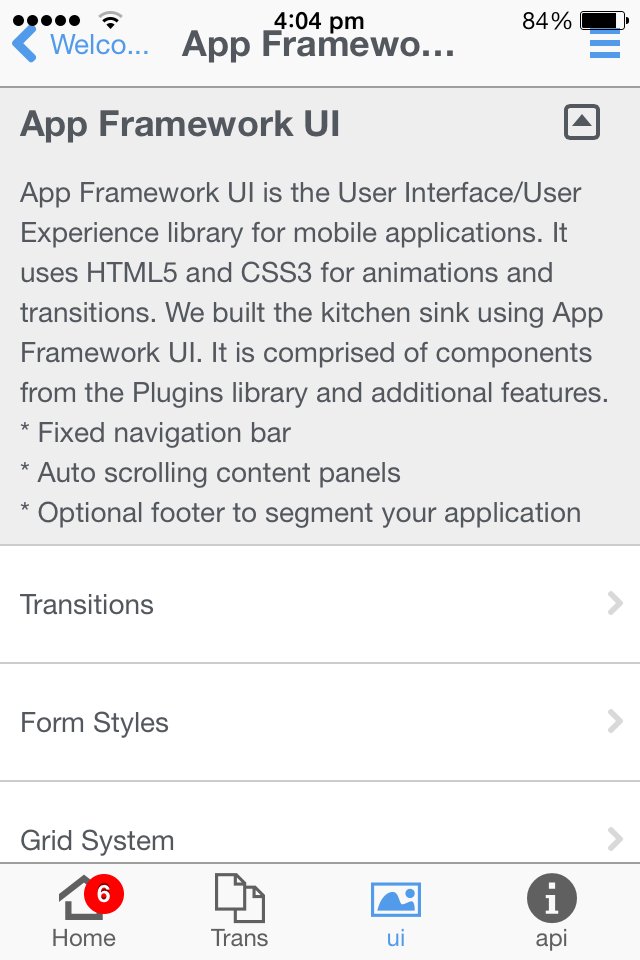 4:04 pm 84%
Welco... App Framewo...
App Framework UI
App Framework UI is the User Interface/User
Experience library for mobile applications. It
uses HTML5 and CSS3 for animations and
transitions. We built the kitchen sink using App
Framework UI. It is comprised of components
from the Plugins library and additional features.
* Fixed navigation bar
* Auto scrolling content panels
* Optional footer to segment your application
Transitions
Form Styles
Grid System
6
Home Trans ui api